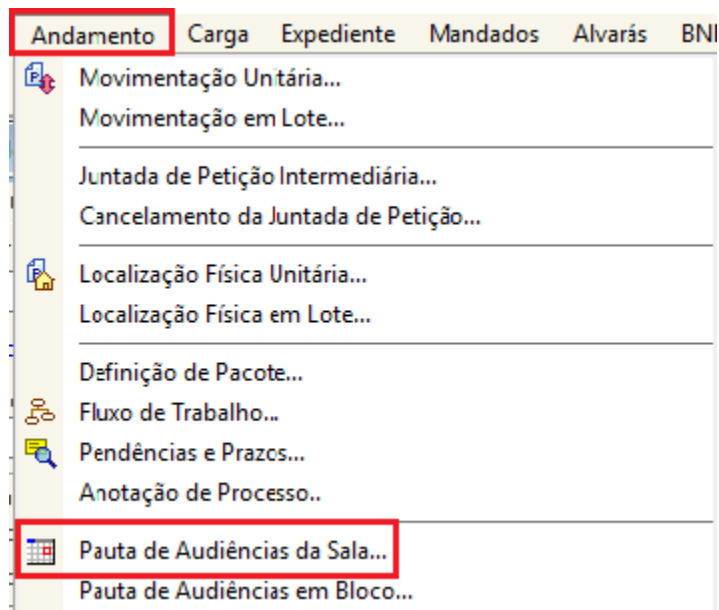 Andamento Carga Expediente Mandados Alvarás
Movimentação Unitária...
Movimentação em Lote...
Juntada de Petição Intermediária...
Cancelamento da Juntada de Petição...
Localização Física Unitária...
Localização Física em Lote...
Definição de Pacote...
Fluxo de Trabalho...
Pendências e Prazos...
Anotação de Processo..
Pauta de Audiências da Sala...
Pauta de Audiências em Bloco...